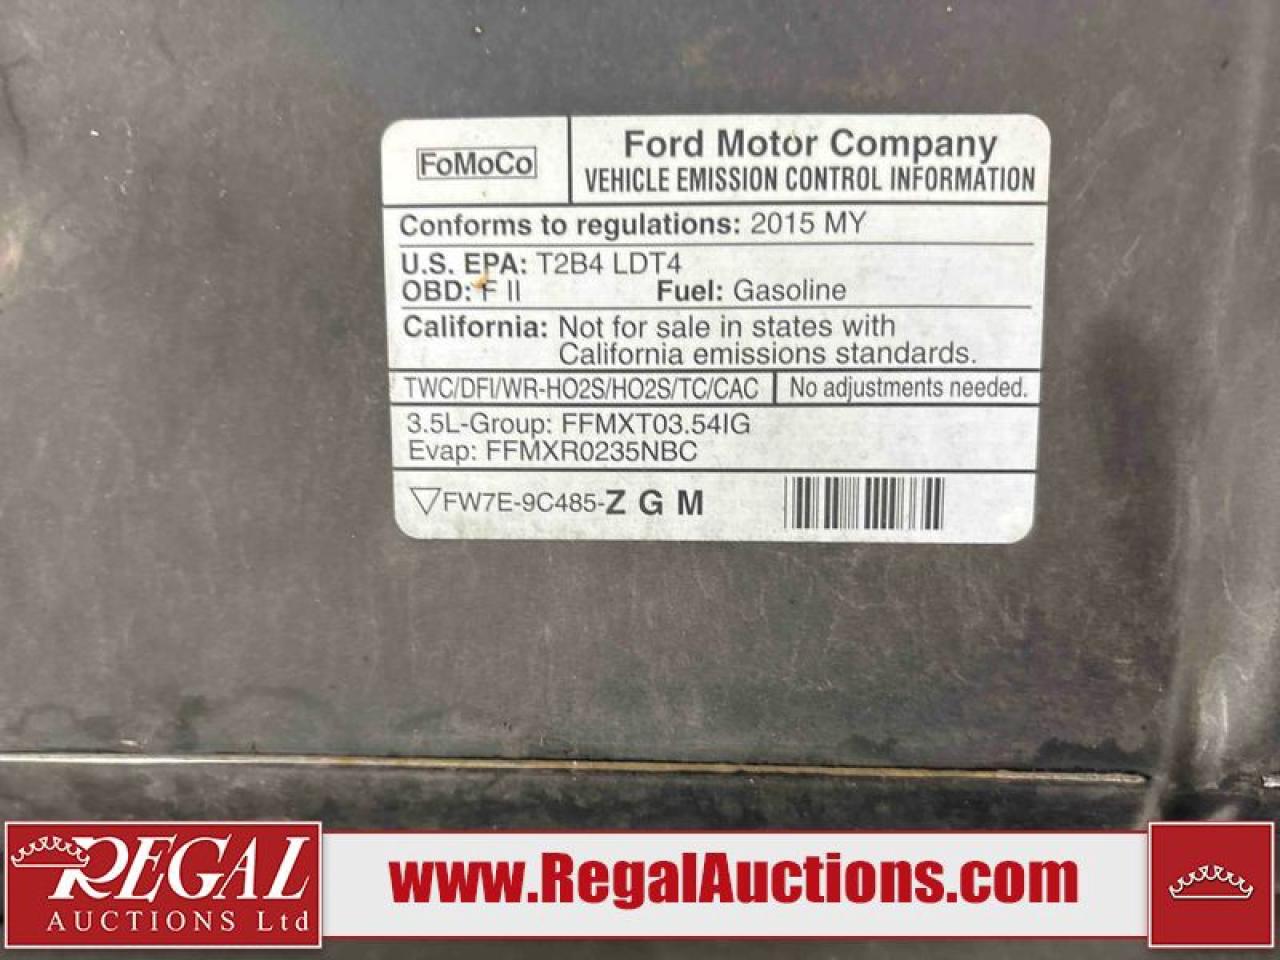 FoMoCo
Ford Motor Company
VEHICLE EMISSION CONTROL INFORMATION
Conforms to regulations: 2015 MY
U.S. EPA: T2B4 LDT4
OBD: F II Fuel: Gasoline
California: Not for sale in states with
California emissions standards.
TWC/DFI/WR-HO2S/HO2S/TC/CAC No adjustments needed.
3.5L-Group: FFMXT03.54IG
Evap: FFMXR0235NBC
FW7E-9C485-Z G M
REGAL
AUCTIONS Ltd
www.RegalAuctions.com